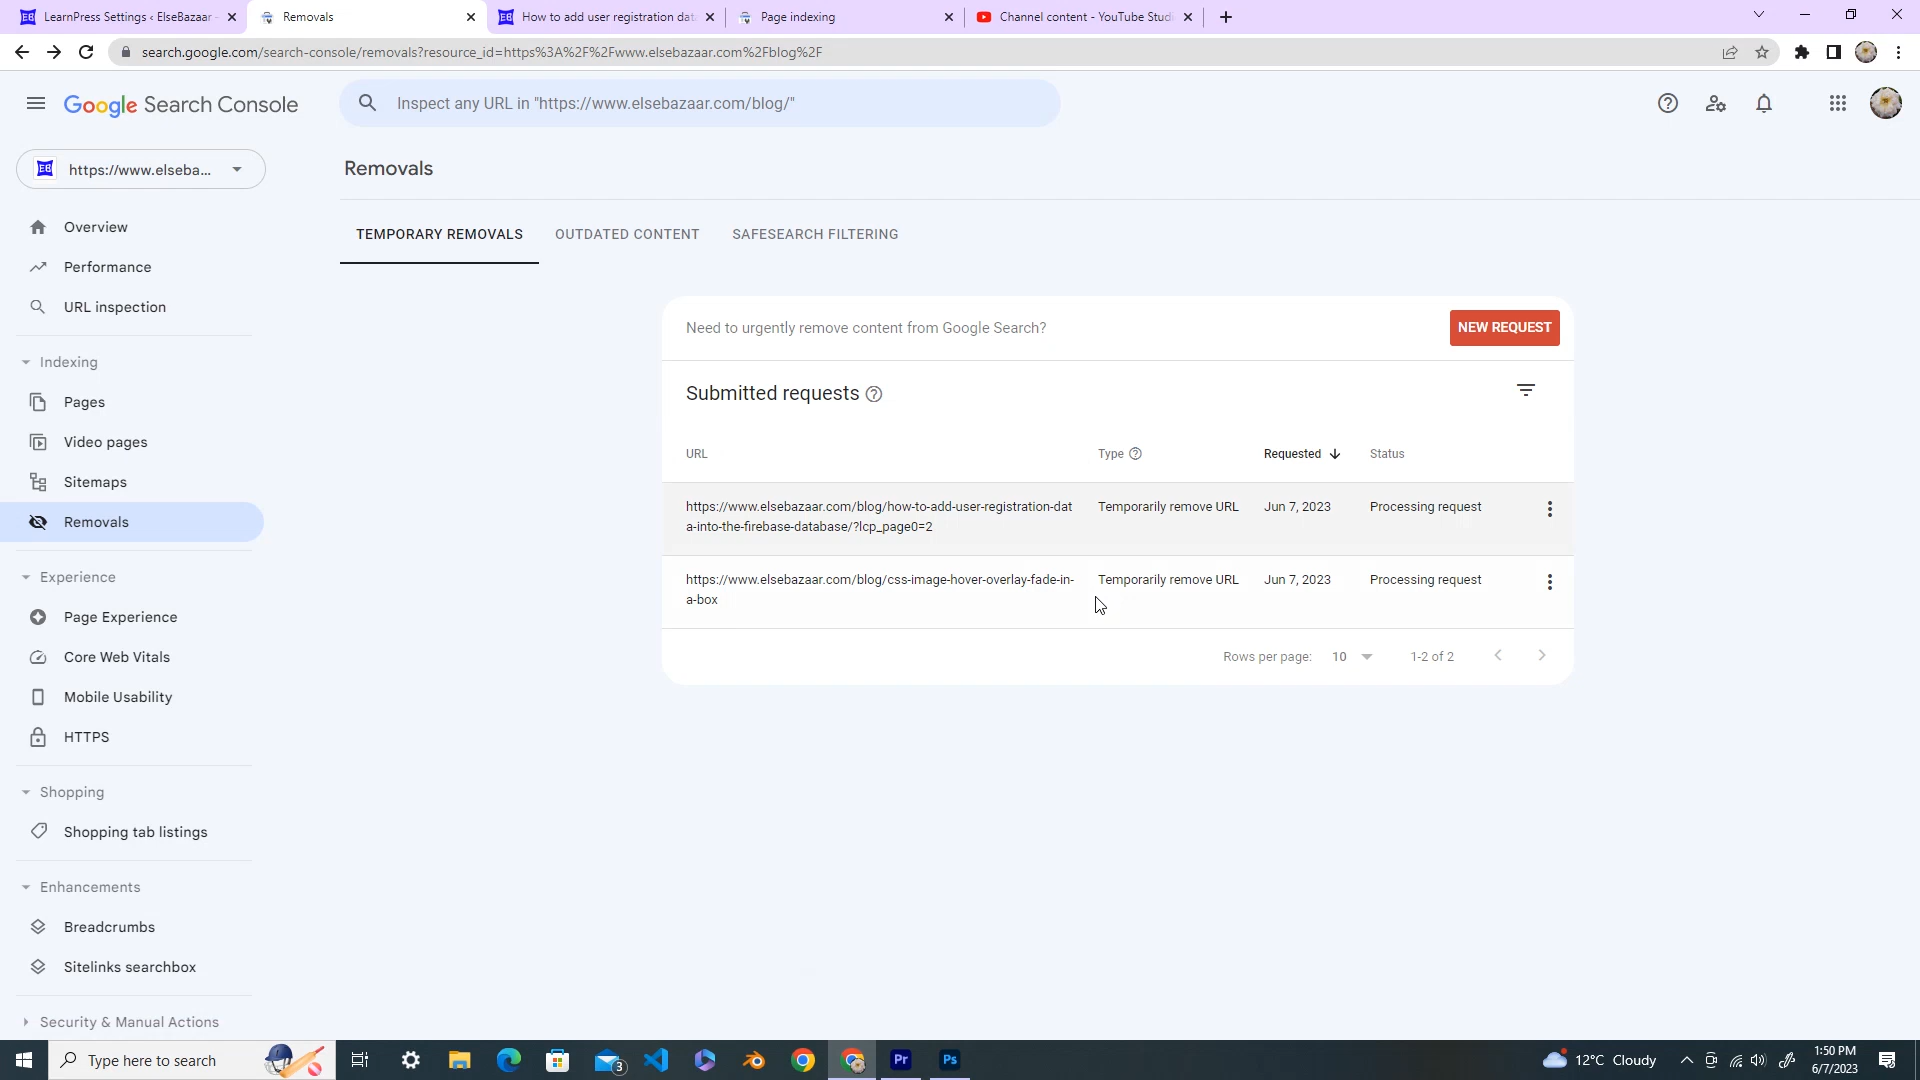 LearnPress Settings ‹ ElseBazaar -
Removals
How to add user registration dat
Page indexing
Channel content - YouTube Studi
search.google.com/search-console/removals?resource_id=https%3A%2F%2Fwww.elsebazaar.com%2Fblog%2F
Google Search Console
Inspect any URL in "https://www.elsebazaar.com/blog/"
EB
https://www.elseba...
Removals
Overview
Performance
URL inspection
Indexing
Pages
Video pages
Sitemaps
Removals
Experience
Page Experience
Core Web Vitals
Mobile Usability
HTTPS
Shopping
Shopping tab listings
Enhancements
Breadcrumbs
Sitelinks searchbox
Security & Manual Actions
TEMPORARY REMOVALS
OUTDATED CONTENT
SAFESEARCH FILTERING
Need to urgently remove content from Google Search?
NEW REQUEST
Submitted requests
URL
Type
Requested
Status
https://www.elsebazaar.com/blog/how-to-add-user-registration-dat
a-into-the-firebase-database/?lcp_page0=2
Temporarily remove URL
Jun 7, 2023
Processing request
https://www.elsebazaar.com/blog/css-image-hover-overlay-fade-in-
a-box
Temporarily remove URL
Jun 7, 2023
Processing request
Rows per page:
10
1-2 of 2
Type here to search
3
Pr
Ps
12°C Cloudy
1:50 PM
6/7/2023